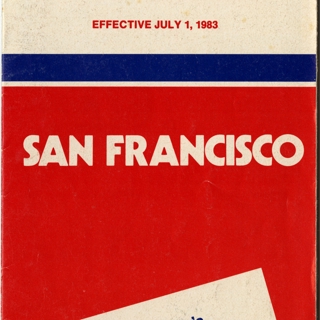 EFFECTIVE JULY 1, 1983
SAN FRANCISCO